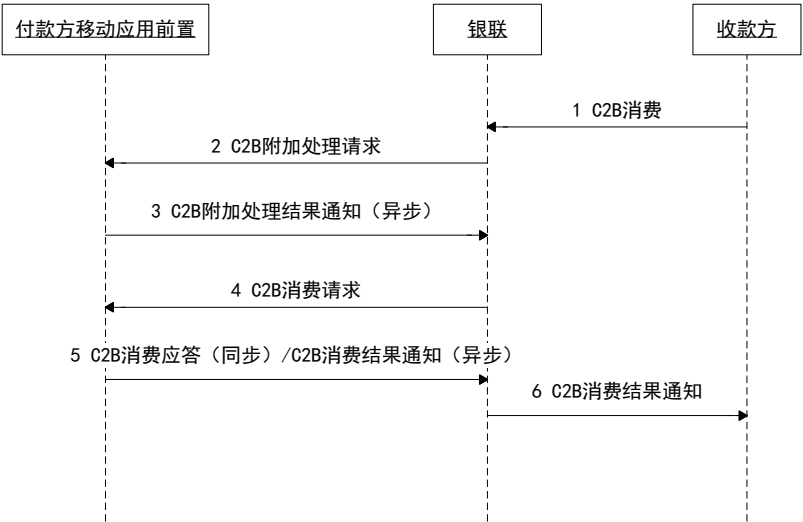 付款方移动应用前置
银联
收款方
1 C2B消费
2 C2B附加处理请求
3 C2B附加处理结果通知（异步）
4 C2B消费请求
5 C2B消费应答（同步）/C2B消费结果通知（异步）
6 C2B消费结果通知